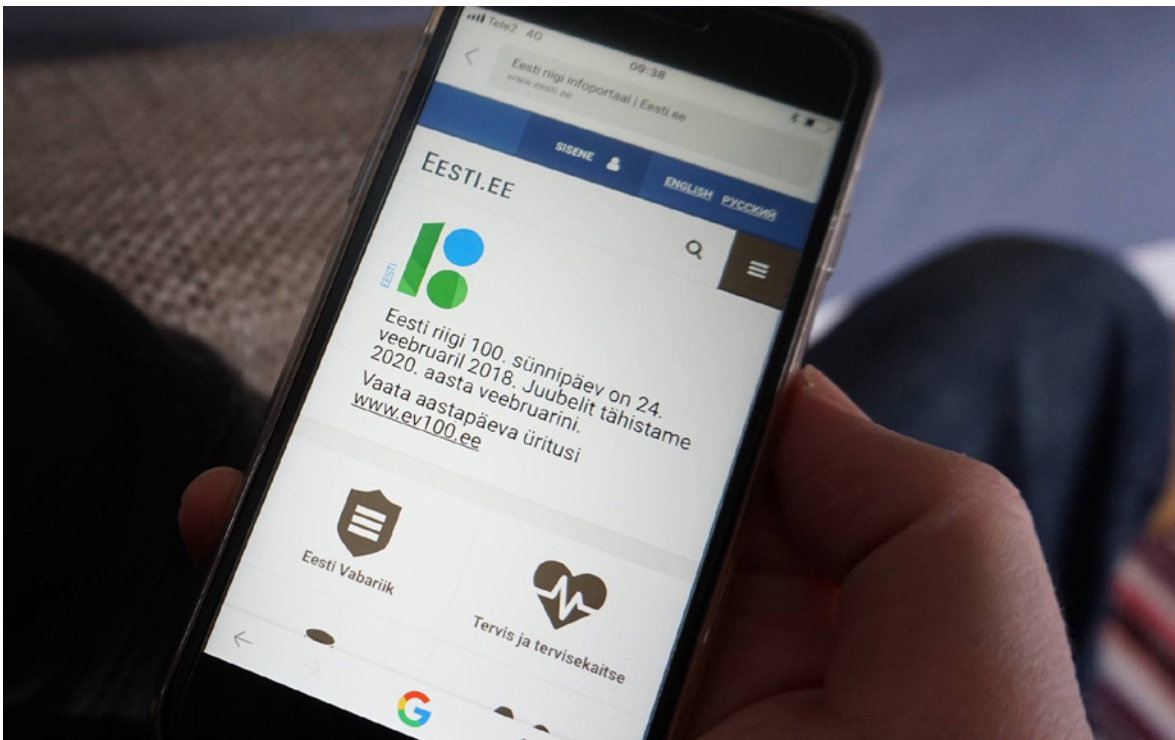 Tele2 4G 09:38
Eesti riigi infoportaal | Eesti.ee
www.eesti.ee
SISENE ENGLISH РУССКИЙ
EESTI.EE
EESTI
Eesti riigi 100. sünnipäev on 24.
veebruaril 2018. Juubelit tähistame
2020. aasta veebruarini.
Vaata aastapäeva üritusi
www.ev100.ee
Eesti Vabariik
Tervis ja tervisekaitse
G